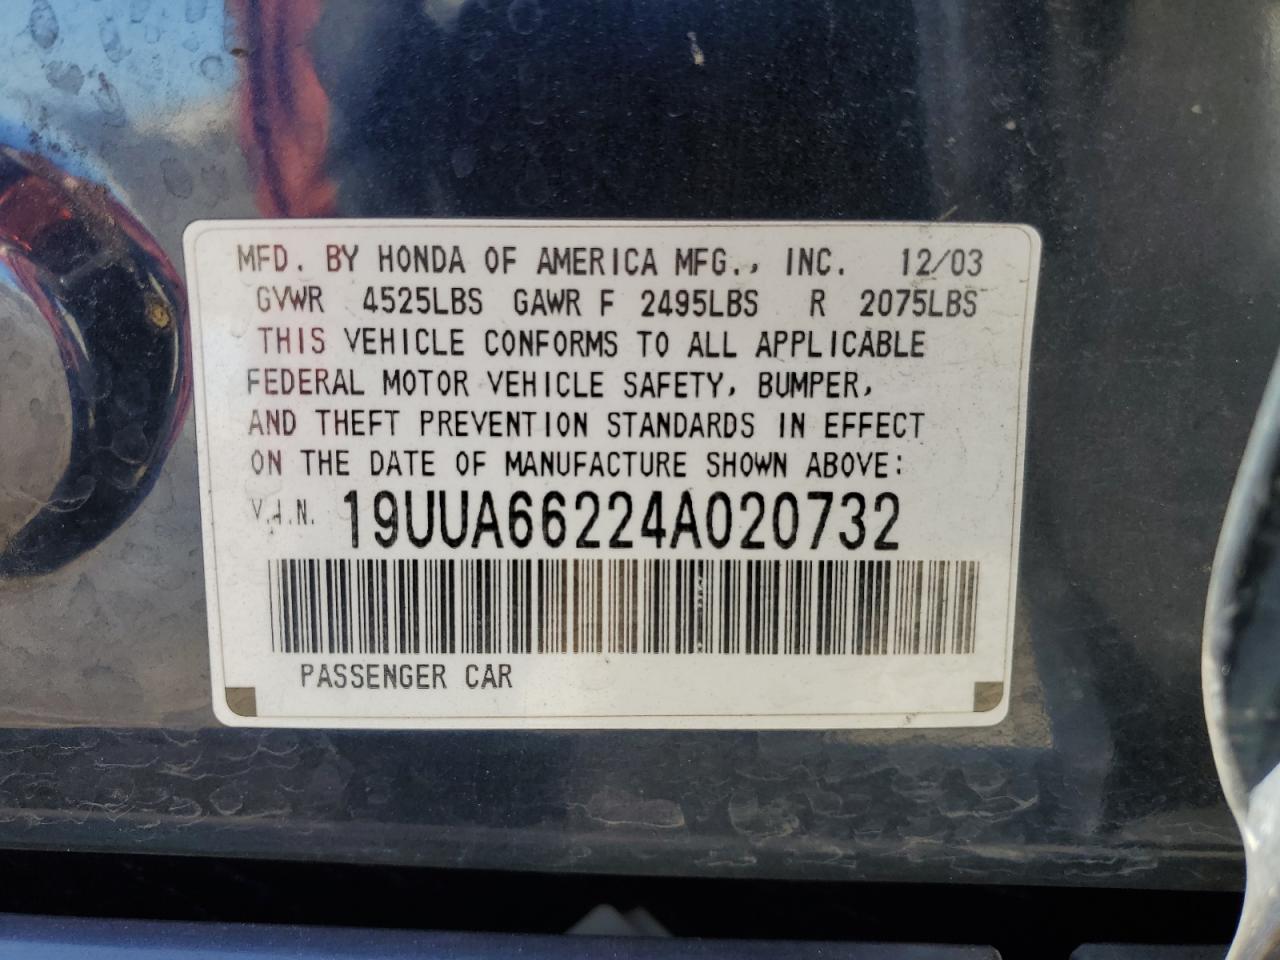 MFD. BY HONDA OF AMERICA MFG., INC. 12/03
GVWR 4525LBS GAWR F 2495LBS R 2075LBS
THIS VEHICLE CONFORMS TO ALL APPLICABLE
FEDERAL MOTOR VEHICLE SAFETY, BUMPER,
AND THEFT PREVENTION STANDARDS IN EFFECT
ON THE DATE OF MANUFACTURE SHOWN ABOVE:
V.I.N. 19UUA66224A020732
PASSENGER CAR